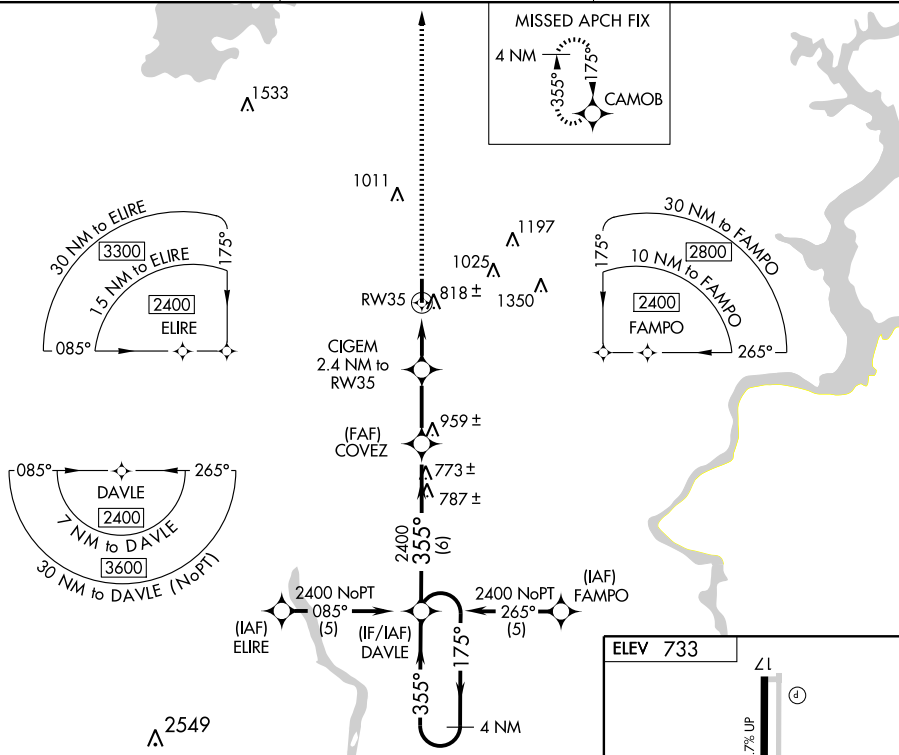 MISSED APCH FIX
4 NM
355°
175°
CAMOB
1533
1011
1197
1025
1350
RW35
818 ±
30 NM to ELIRE
3300
15 NM to ELIRE
2400
ELIRE
175°
085°
30 NM to FAMPO
2800
10 NM to FAMPO
2400
FAMPO
175°
265°
CIGEM
2.4 NM to
RW35
(FAF)
COVEZ
959 ±
773 ±
787 ±
085°
265°
DAVLE
2400
7 NM to DAVLE
3600
30 NM to DAVLE (NoPT)
2400
355°
(6)
2400 NoPT
085°
(5)
(IAF)
ELIRE
(IF/IAF)
DAVLE
2400 NoPT
265°
(5)
(IAF)
FAMPO
355°
175°
4 NM
2549
ELEV 733
17
P
.7% UP